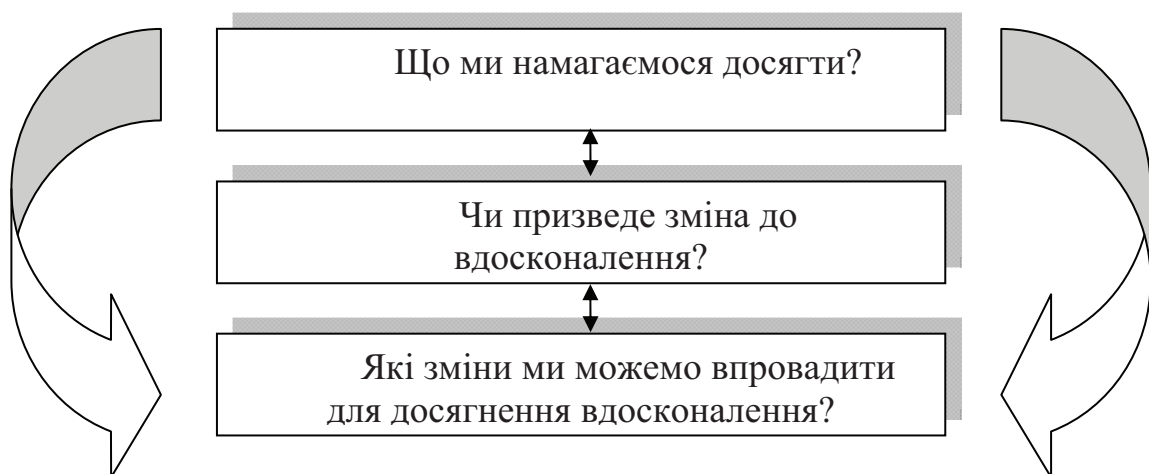 Що ми намагаємося досягти?
Чи призведе зміна до
вдосконалення?
Які зміни ми можемо впровадити
для досягнення вдосконалення?